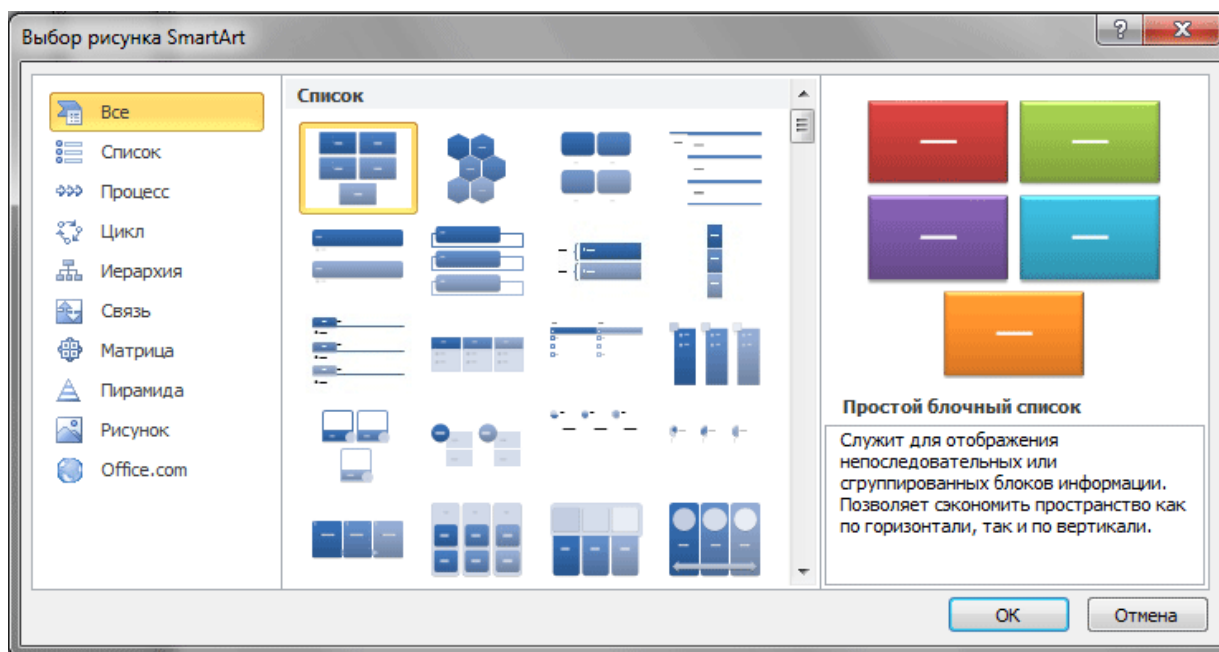 Выбор рисунка SmartArt
Все
Список
Процесс
Цикл
Иерархия
Связь
Матрица
Пирамида
Рисунок
Office.com
Список
Простой блочный список
Служит для отображения
непоследовательных или
сгруппированных блоков информации.
Позволяет сэкономить пространство как
по горизонтали, так и по вертикали.
ОК
Отмена